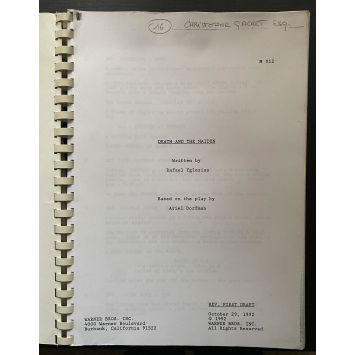 16 CHRISTOPHE GACHET ESQ.
M 212
DEATH AND THE MAIDEN
Written by
Rafael Yglesias
Based on the play by
Ariel Dorfman
REV. FIRST DRAFT
October 29, 1992
© 1992
WARNER BROS. INC.
All Rights Reserved
WARNER BROS. INC.
4000 Warner Boulevard
Burbank, California 91522